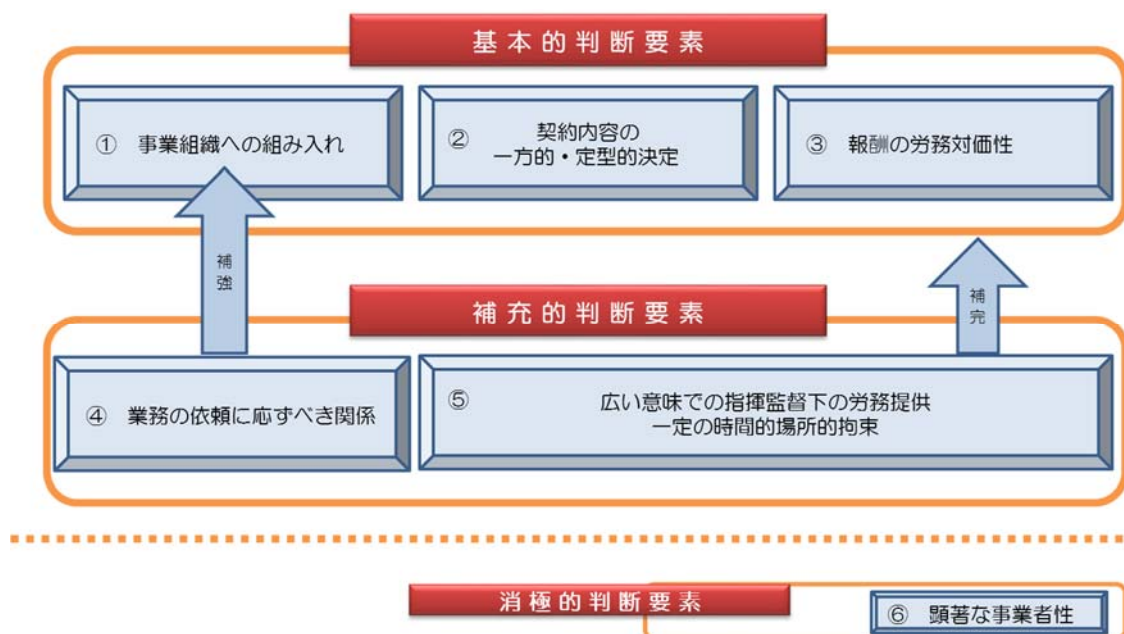 基本的判断要素
① 事業組織への組み入れ
② 契約内容の
一方的・定型的決定
③ 報酬の労務対価性
補強
補完
補充的判断要素
④ 業務の依頼に応ずべき関係
⑤ 広い意味での指揮監督下の労務提供
一定の時間的場所的拘束
消極的判断要素
⑥ 顕著な事業者性